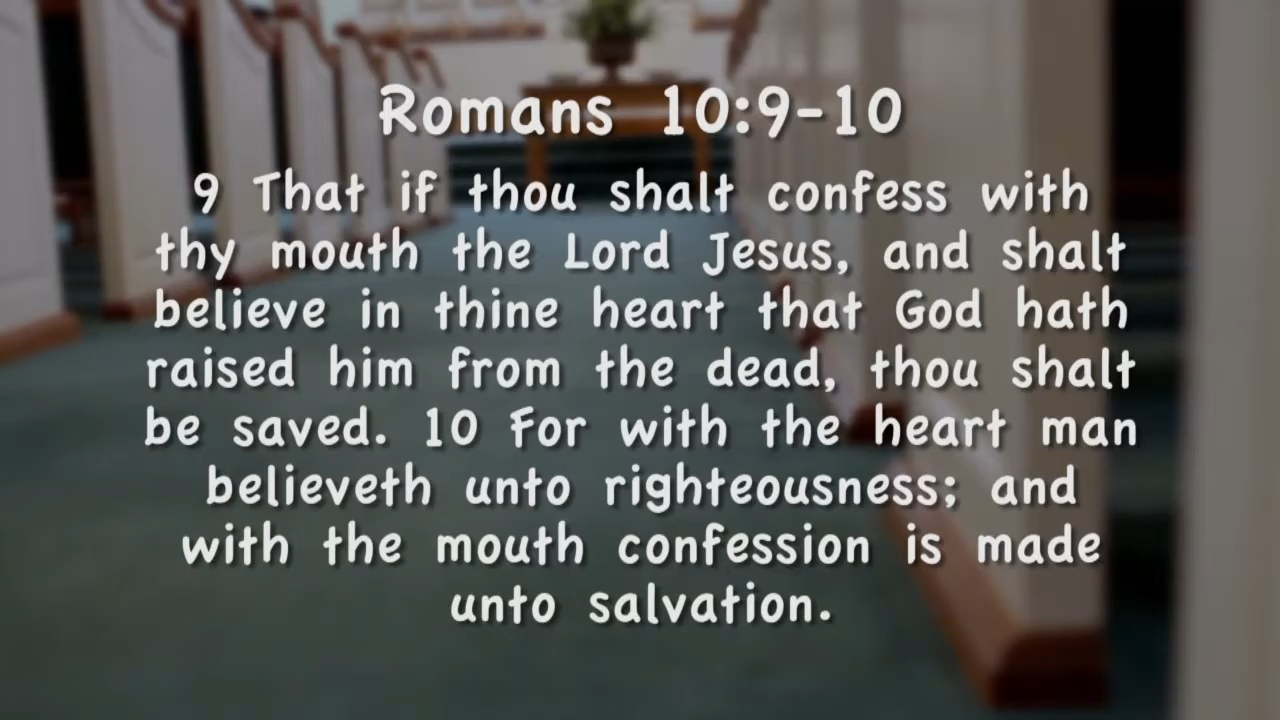 Romans 10:9-10
9 That if thou shalt confess with
thy mouth the Lord Jesus, and shalt
believe in thine heart that God hath
raised him from the dead, thou shalt
be saved. 10 For with the heart man
believeth unto righteousness; and
with the mouth confession is made
unto salvation.